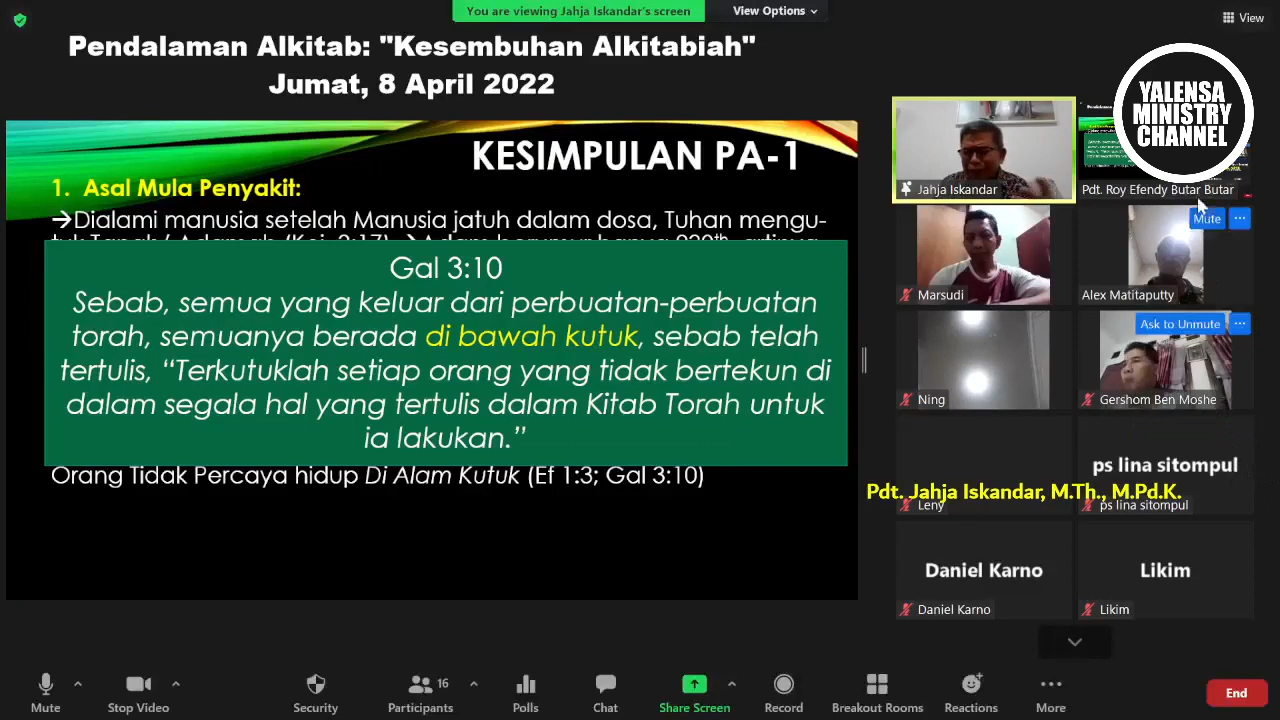 You are viewing Jahja Iskandar's screen
View Options
View
Pendalaman Alkitab: "Kesembuhan Alkitabiah"
Jumat, 8 April 2022
YALENSA
MINISTRY
CHANNEL
KESIMPULAN PA-1
1. Asal Mula Penyakit:
→Dialami manusia setelah Manusia jatuh dalam dosa, Tuhan mengu-
Gal 3:10
Sebab, semua yang keluar dari perbuatan-perbuatan
torah, semuanya berada di bawah kutuk, sebab telah
tertulis, “Terkutuklah setiap orang yang tidak bertekun di
dalam segala hal yang tertulis dalam Kitab Torah untuk
ia lakukan.”
Orang Tidak Percaya hidup Di Alam Kutuk (Ef 1:3; Gal 3:10)
Jahja Iskandar
Pdt. Roy Efendy Butar Butar
Mute
Marsudi
Alex Matitaputty
Ask to Unmute
Ning
Gershom Ben Moshe
ps lina sitompul
Pdt. Jahja Iskandar, M.Th., M.Pd.K.
Leny
ps lina sitompul
Daniel Karno
Likim
Daniel Karno
Likim
Mute
Stop Video
Security
Participants
16
Polls
Chat
Share Screen
Record
Breakout Rooms
Reactions
More
End